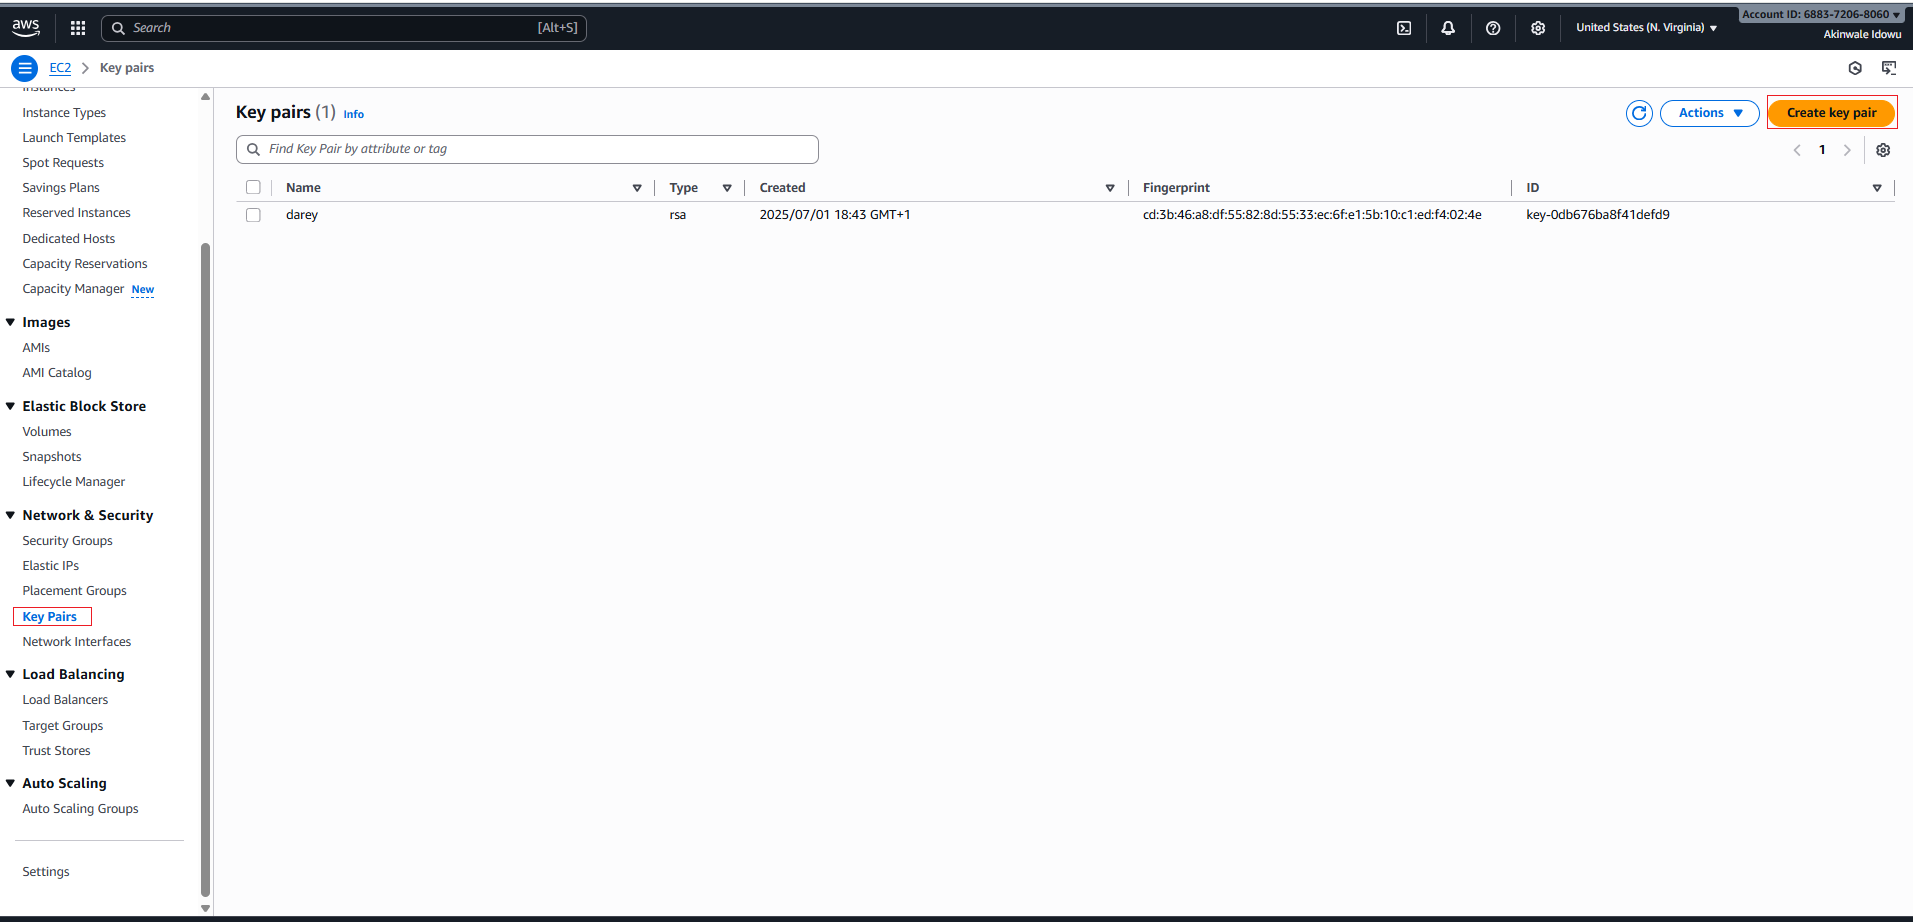 aws
Search [Alt+S]
United States (N. Virginia)
Account ID: 6883-7206-8060
Akinwale Idowu
EC2 Key pairs
Instances
Instance Types
Launch Templates
Spot Requests
Savings Plans
Reserved Instances
Dedicated Hosts
Capacity Reservations
Capacity Manager New
Images
AMIs
AMI Catalog
Elastic Block Store
Volumes
Snapshots
Lifecycle Manager
Network & Security
Security Groups
Elastic IPs
Placement Groups
Key Pairs
Network Interfaces
Load Balancing
Load Balancers
Target Groups
Trust Stores
Auto Scaling
Auto Scaling Groups
Settings
Key pairs (1) Info
Actions
Create key pair
Find Key Pair by attribute or tag
1
Name Type Created Fingerprint ID
darey rsa 2025/07/01 18:43 GMT+1 cd:3b:46:a8:df:55:82:8d:55:33:ec:6f:e1:5b:10:c1:ed:f4:02:4e key-0db676ba8f41defd9